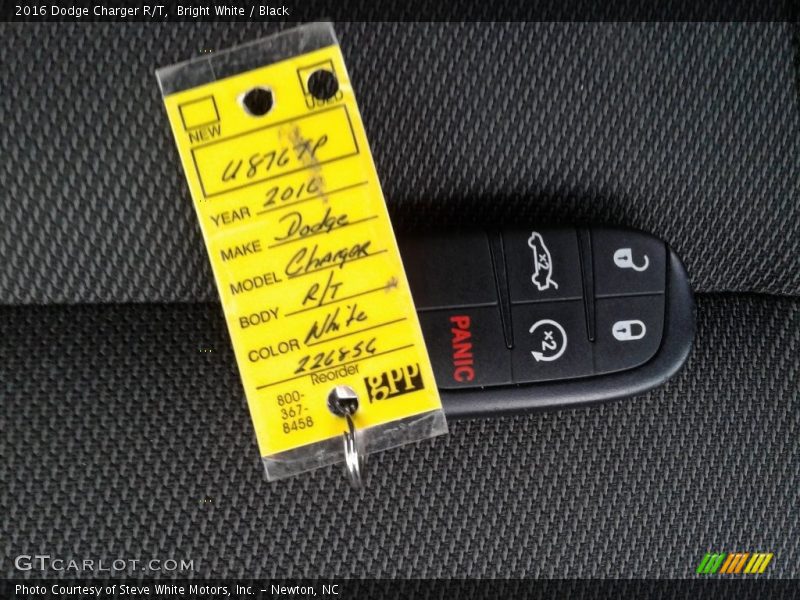 2016 Dodge Charger R/T, Bright White / Black
NEW
USED
U8767P
YEAR 2016
MAKE Dodge
MODEL Charger
BODY R/T
COLOR White
226856
Reorder
800-
367-
8458
gpp
x2
PANIC
x2
GTCARLOT.COM
Photo Courtesy of Steve White Motors, Inc. – Newton, NC